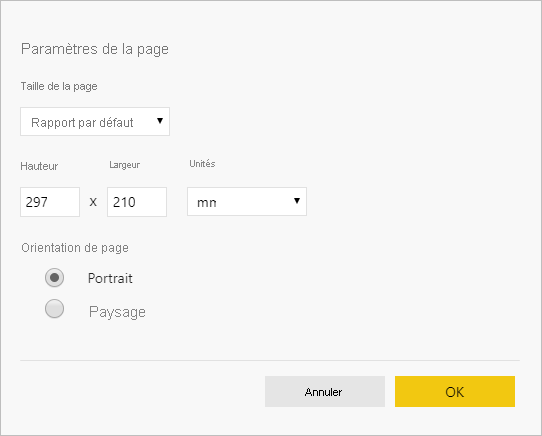 Paramètres de la page
Taille de la page
Rapport par défaut
Hauteur Largeur Unités
297 x 210 mm
Orientation de page
Portrait
Paysage
Annuler OK